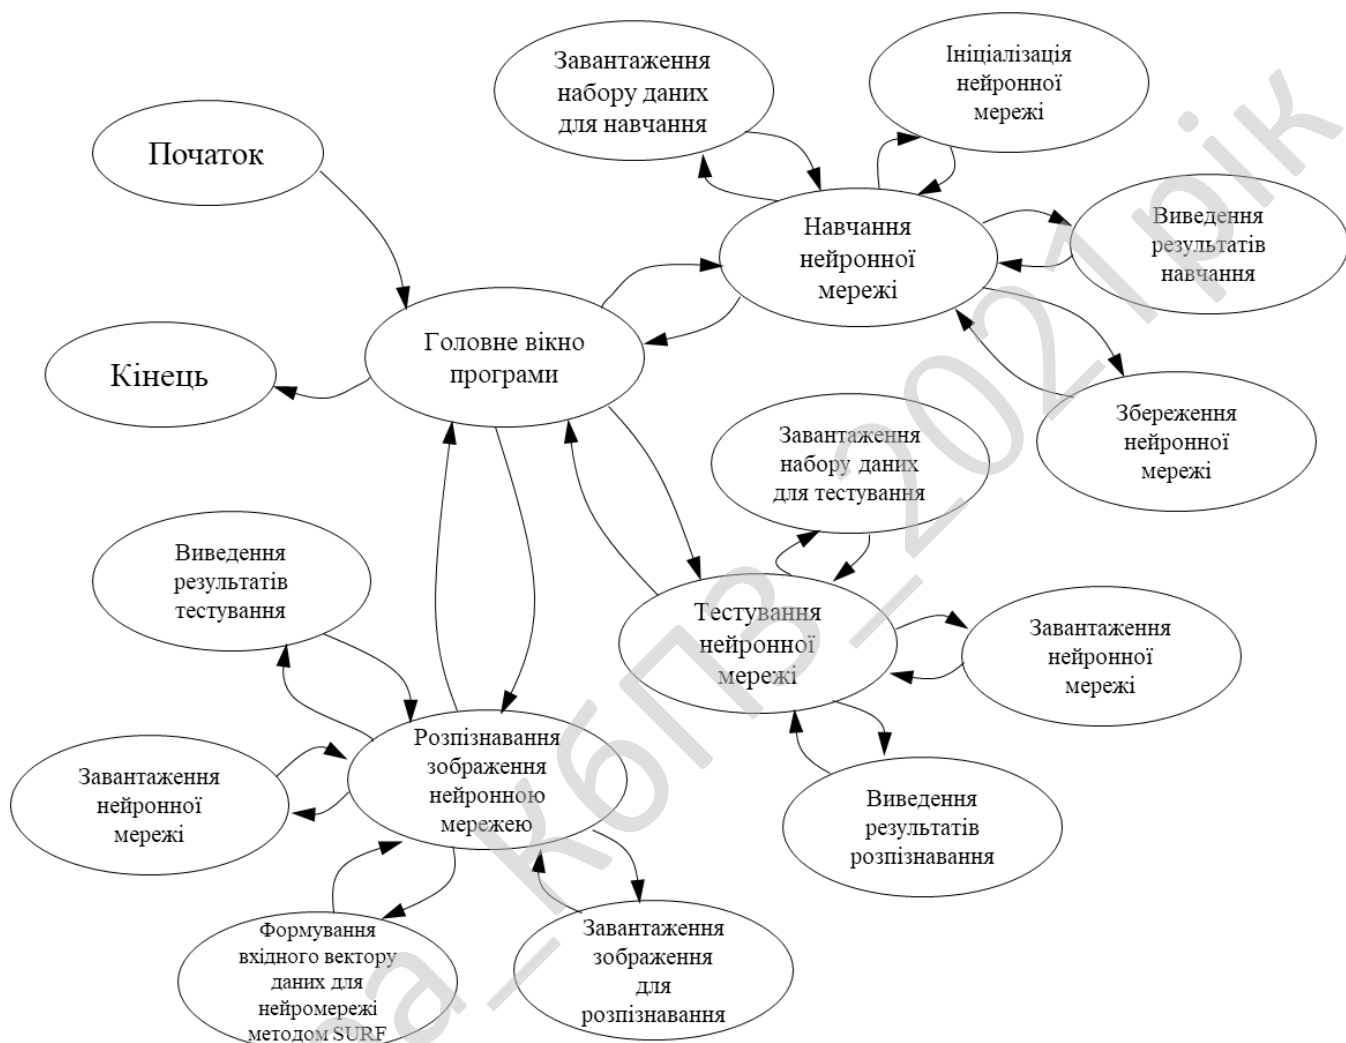 Завантаження
набору даних
для навчання
Ініціалізація
нейронної
мережі
Початок
Навчання
нейронної
мережі
Виведення
результатів
навчання
Головне вікно
програми
Кінець
Збереження
нейронної
мережі
Завантаження
набору даних
для тестування
Виведення
результатів
тестування
Тестування
нейронної
мережі
Завантаження
нейронної
мережі
Розпізнавання
зображення
нейронною
мережею
Завантаження
нейронної
мережі
Виведення
результатів
розпізнавання
Формування
вхідного вектору
даних для
нейромережі
методом SURF
Завантаження
зображення
для
розпізнавання
КбПЗ_2021рік